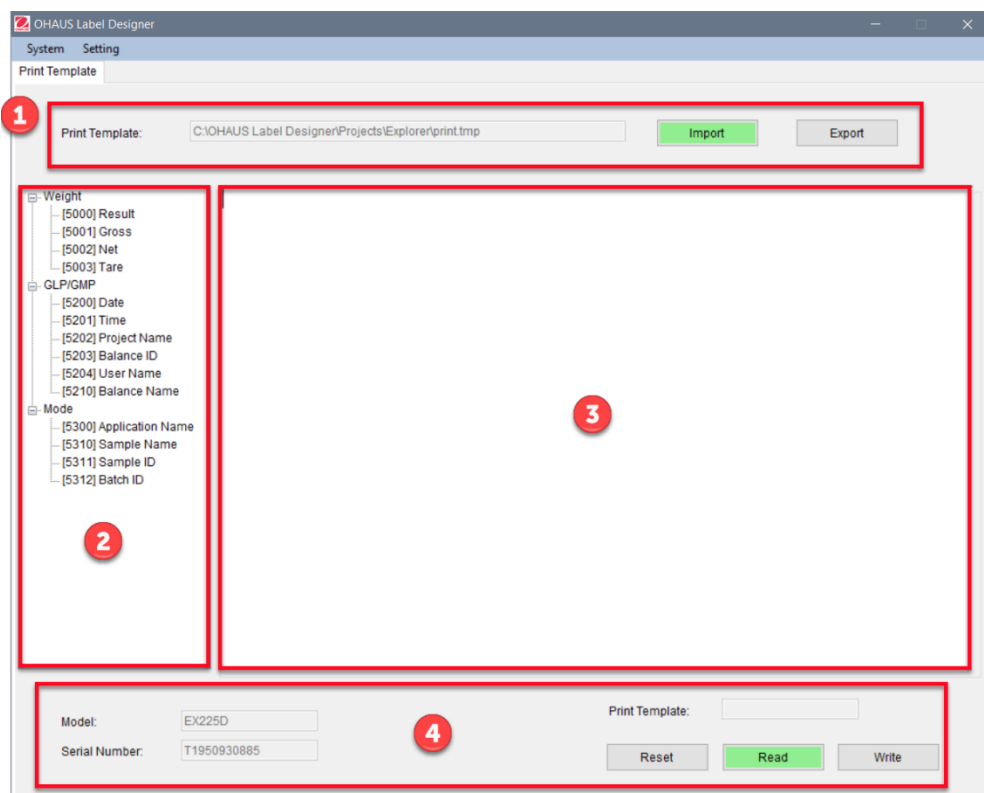 OHAUS Label Designer
System Setting
Print Template
1
Print Template: C:\OHAUS Label Designer\Projects\Explorer\print.tmp Import Export
Weight
[5000] Result
[5001] Gross
[5002] Net
[5003] Tare
GLP/GMP
[5200] Date
[5201] Time
[5202] Project Name
[5203] Balance ID
[5204] User Name
[5210] Balance Name
Mode
[5300] Application Name
[5310] Sample Name
[5311] Sample ID
[5312] Batch ID
2
3
Model: EX225D
Serial Number: T1950930885
4
Print Template:
Reset Read Write